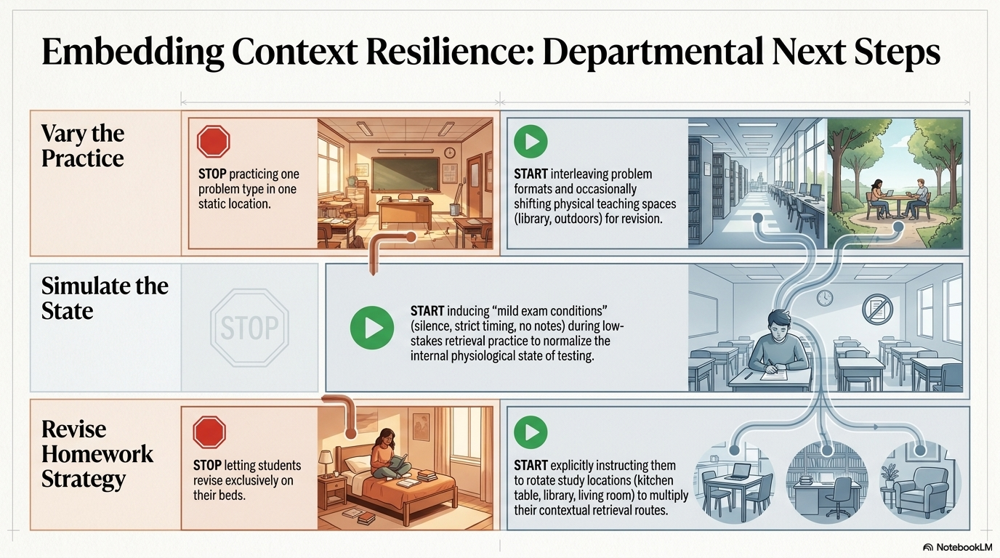 Embedding Context Resilience: Departmental Next Steps
Vary the
Practice
STOP practicing one
problem type in one
static location.
START interleaving problem
formats and occasionally
shifting physical teaching spaces
(library, outdoors) for revision.
Simulate the
State
STOP
START inducing “mild exam conditions”
(silence, strict timing, no notes) during low-
stakes retrieval practice to normalize the
internal physiological state of testing.
Revise
Homework
Strategy
STOP letting students
revise exclusively on
their beds.
START explicitly instructing them
to rotate study locations (kitchen
table, library, living room) to multiply
their contextual retrieval routes.
NotebookLM